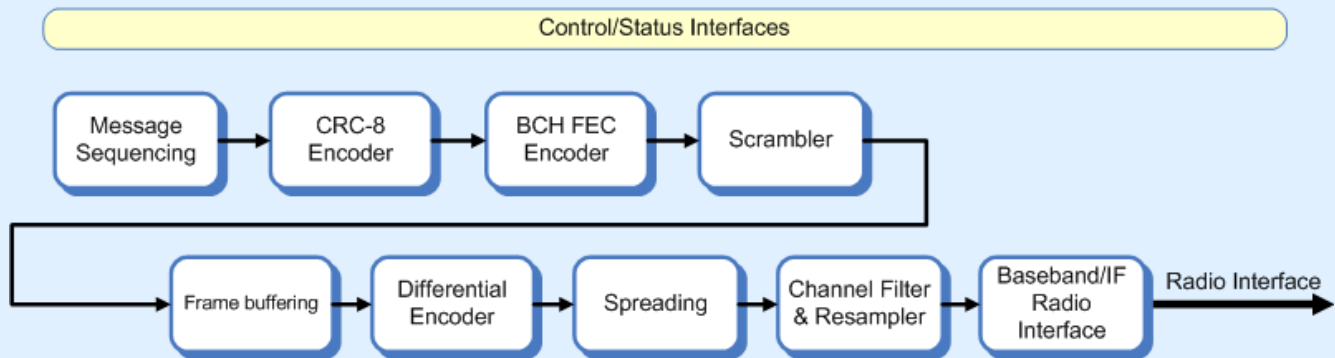 Control/Status Interfaces
Message
Sequencing
CRC-8
Encoder
BCH FEC
Encoder
Scrambler
Frame buffering
Differential
Encoder
Spreading
Channel Filter
& Resampler
Baseband/IF
Radio
Interface
Radio Interface